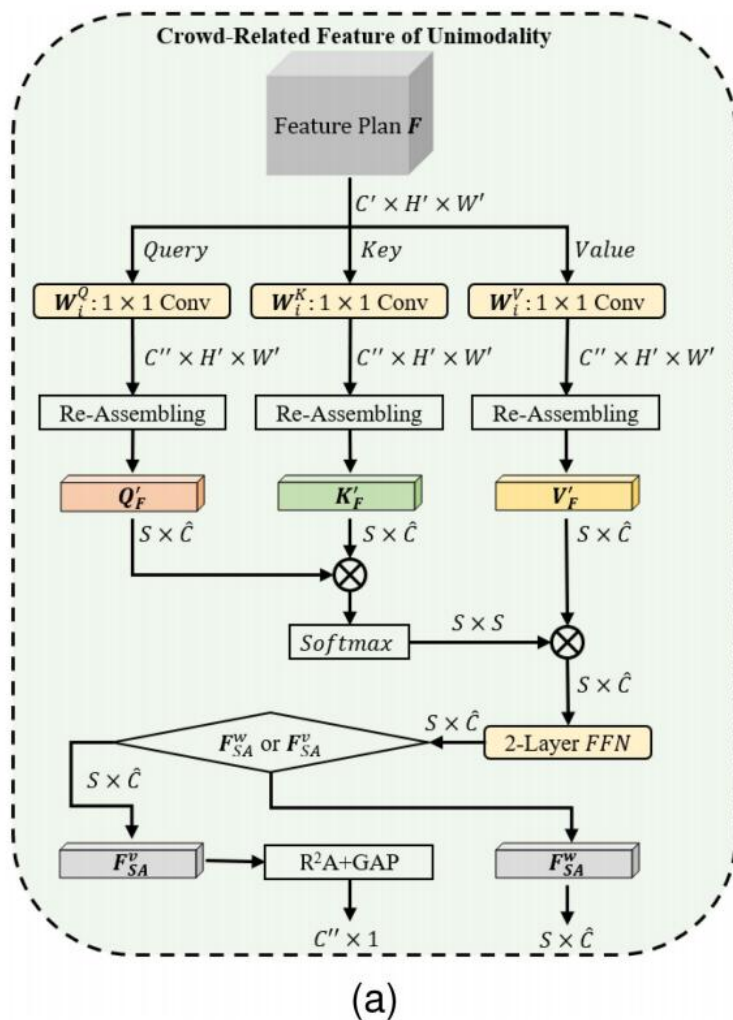 Crowd-Related Feature of Unimodality
Feature Plan F
C′ × H′ × W′
Query
Key
Value
W_i^Q: 1 × 1 Conv
W_i^K: 1 × 1 Conv
W_i^V: 1 × 1 Conv
C′′ × H′ × W′
C′′ × H′ × W′
C′′ × H′ × W′
Re-Assembling
Re-Assembling
Re-Assembling
Q′_F
K′_F
V′_F
S × Ĉ
S × Ĉ
S × Ĉ
Softmax
S × S
S × Ĉ
S × Ĉ
2-Layer FFN
F_SA^w or F_SA^v
S × Ĉ
F_SA^v
R²A+GAP
F_SA^w
C′′ × 1
S × Ĉ
(a)